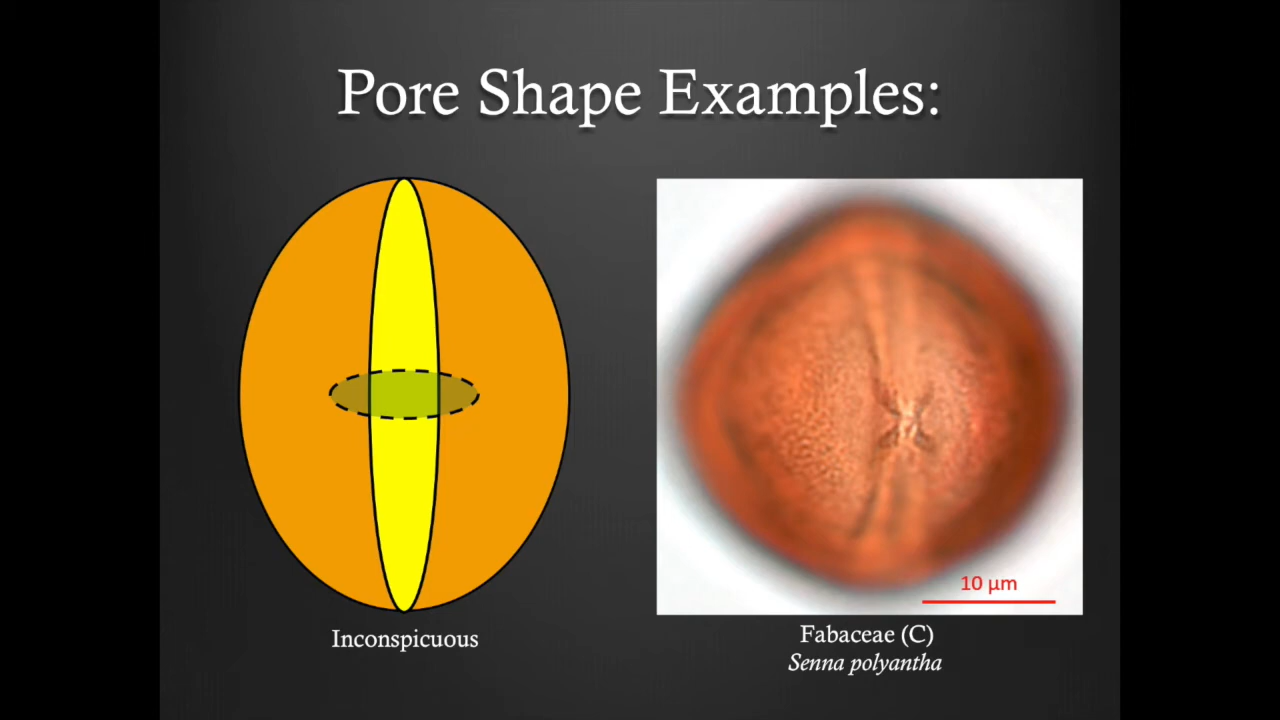 Pore Shape Examples:
10 µm
Inconspicuous
Fabaceae (C)
Senna polyantha